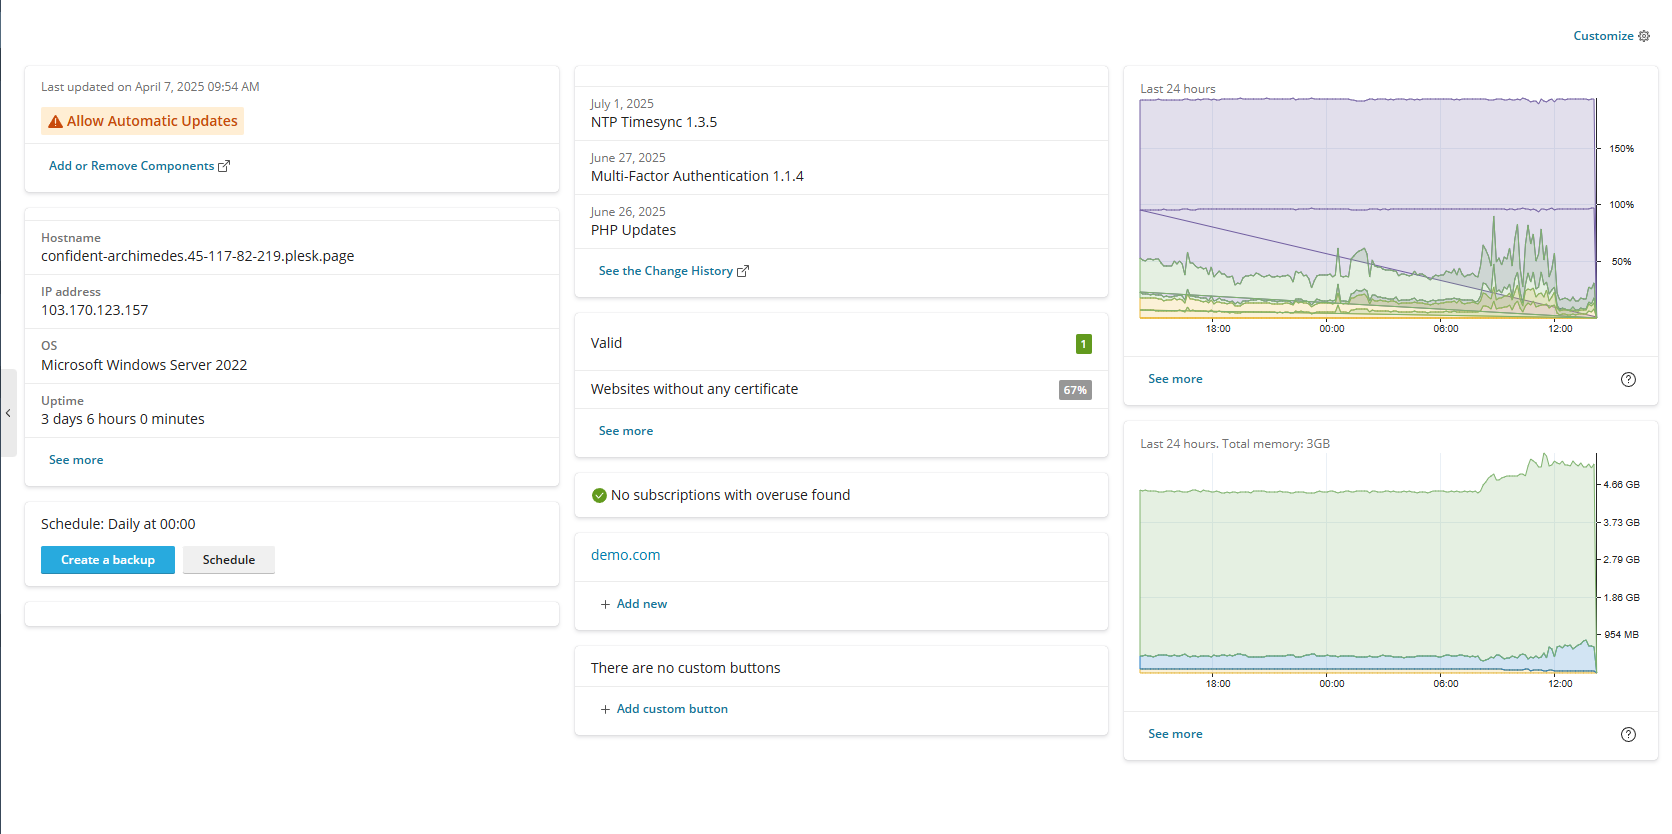 Customize
Last updated on April 7, 2025 09:54 AM
Allow Automatic Updates
Add or Remove Components
Hostname
confident-archimedes.45-117-82-219.plesk.page
IP address
103.170.123.157
OS
Microsoft Windows Server 2022
Uptime
3 days 6 hours 0 minutes
See more
Schedule: Daily at 00:00
Create a backup
Schedule
July 1, 2025
NTP Timesync 1.3.5
June 27, 2025
Multi-Factor Authentication 1.1.4
June 26, 2025
PHP Updates
See the Change History
Valid
1
Websites without any certificate
67%
See more
No subscriptions with overuse found
demo.com
+ Add new
There are no custom buttons
+ Add custom button
Last 24 hours
150%
100%
50%
18:00
00:00
06:00
12:00
See more
?
Last 24 hours. Total memory: 3GB
4.66 GB
3.73 GB
2.79 GB
1.86 GB
954 MB
18:00
00:00
06:00
12:00
See more
?